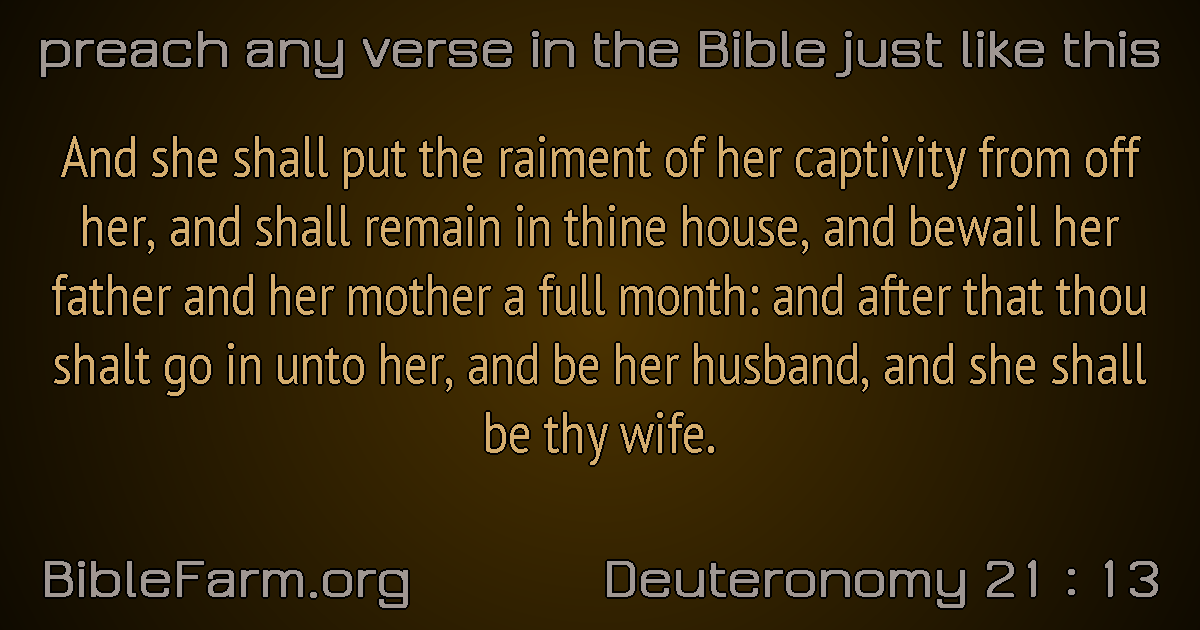 preach any verse in the Bible just like this
And she shall put the raiment of her captivity from off
her, and shall remain in thine house, and bewail her
father and her mother a full month: and after that thou
shalt go in unto her, and be her husband, and she shall
be thy wife.
BibleFarm.org
Deuteronomy 21 : 13